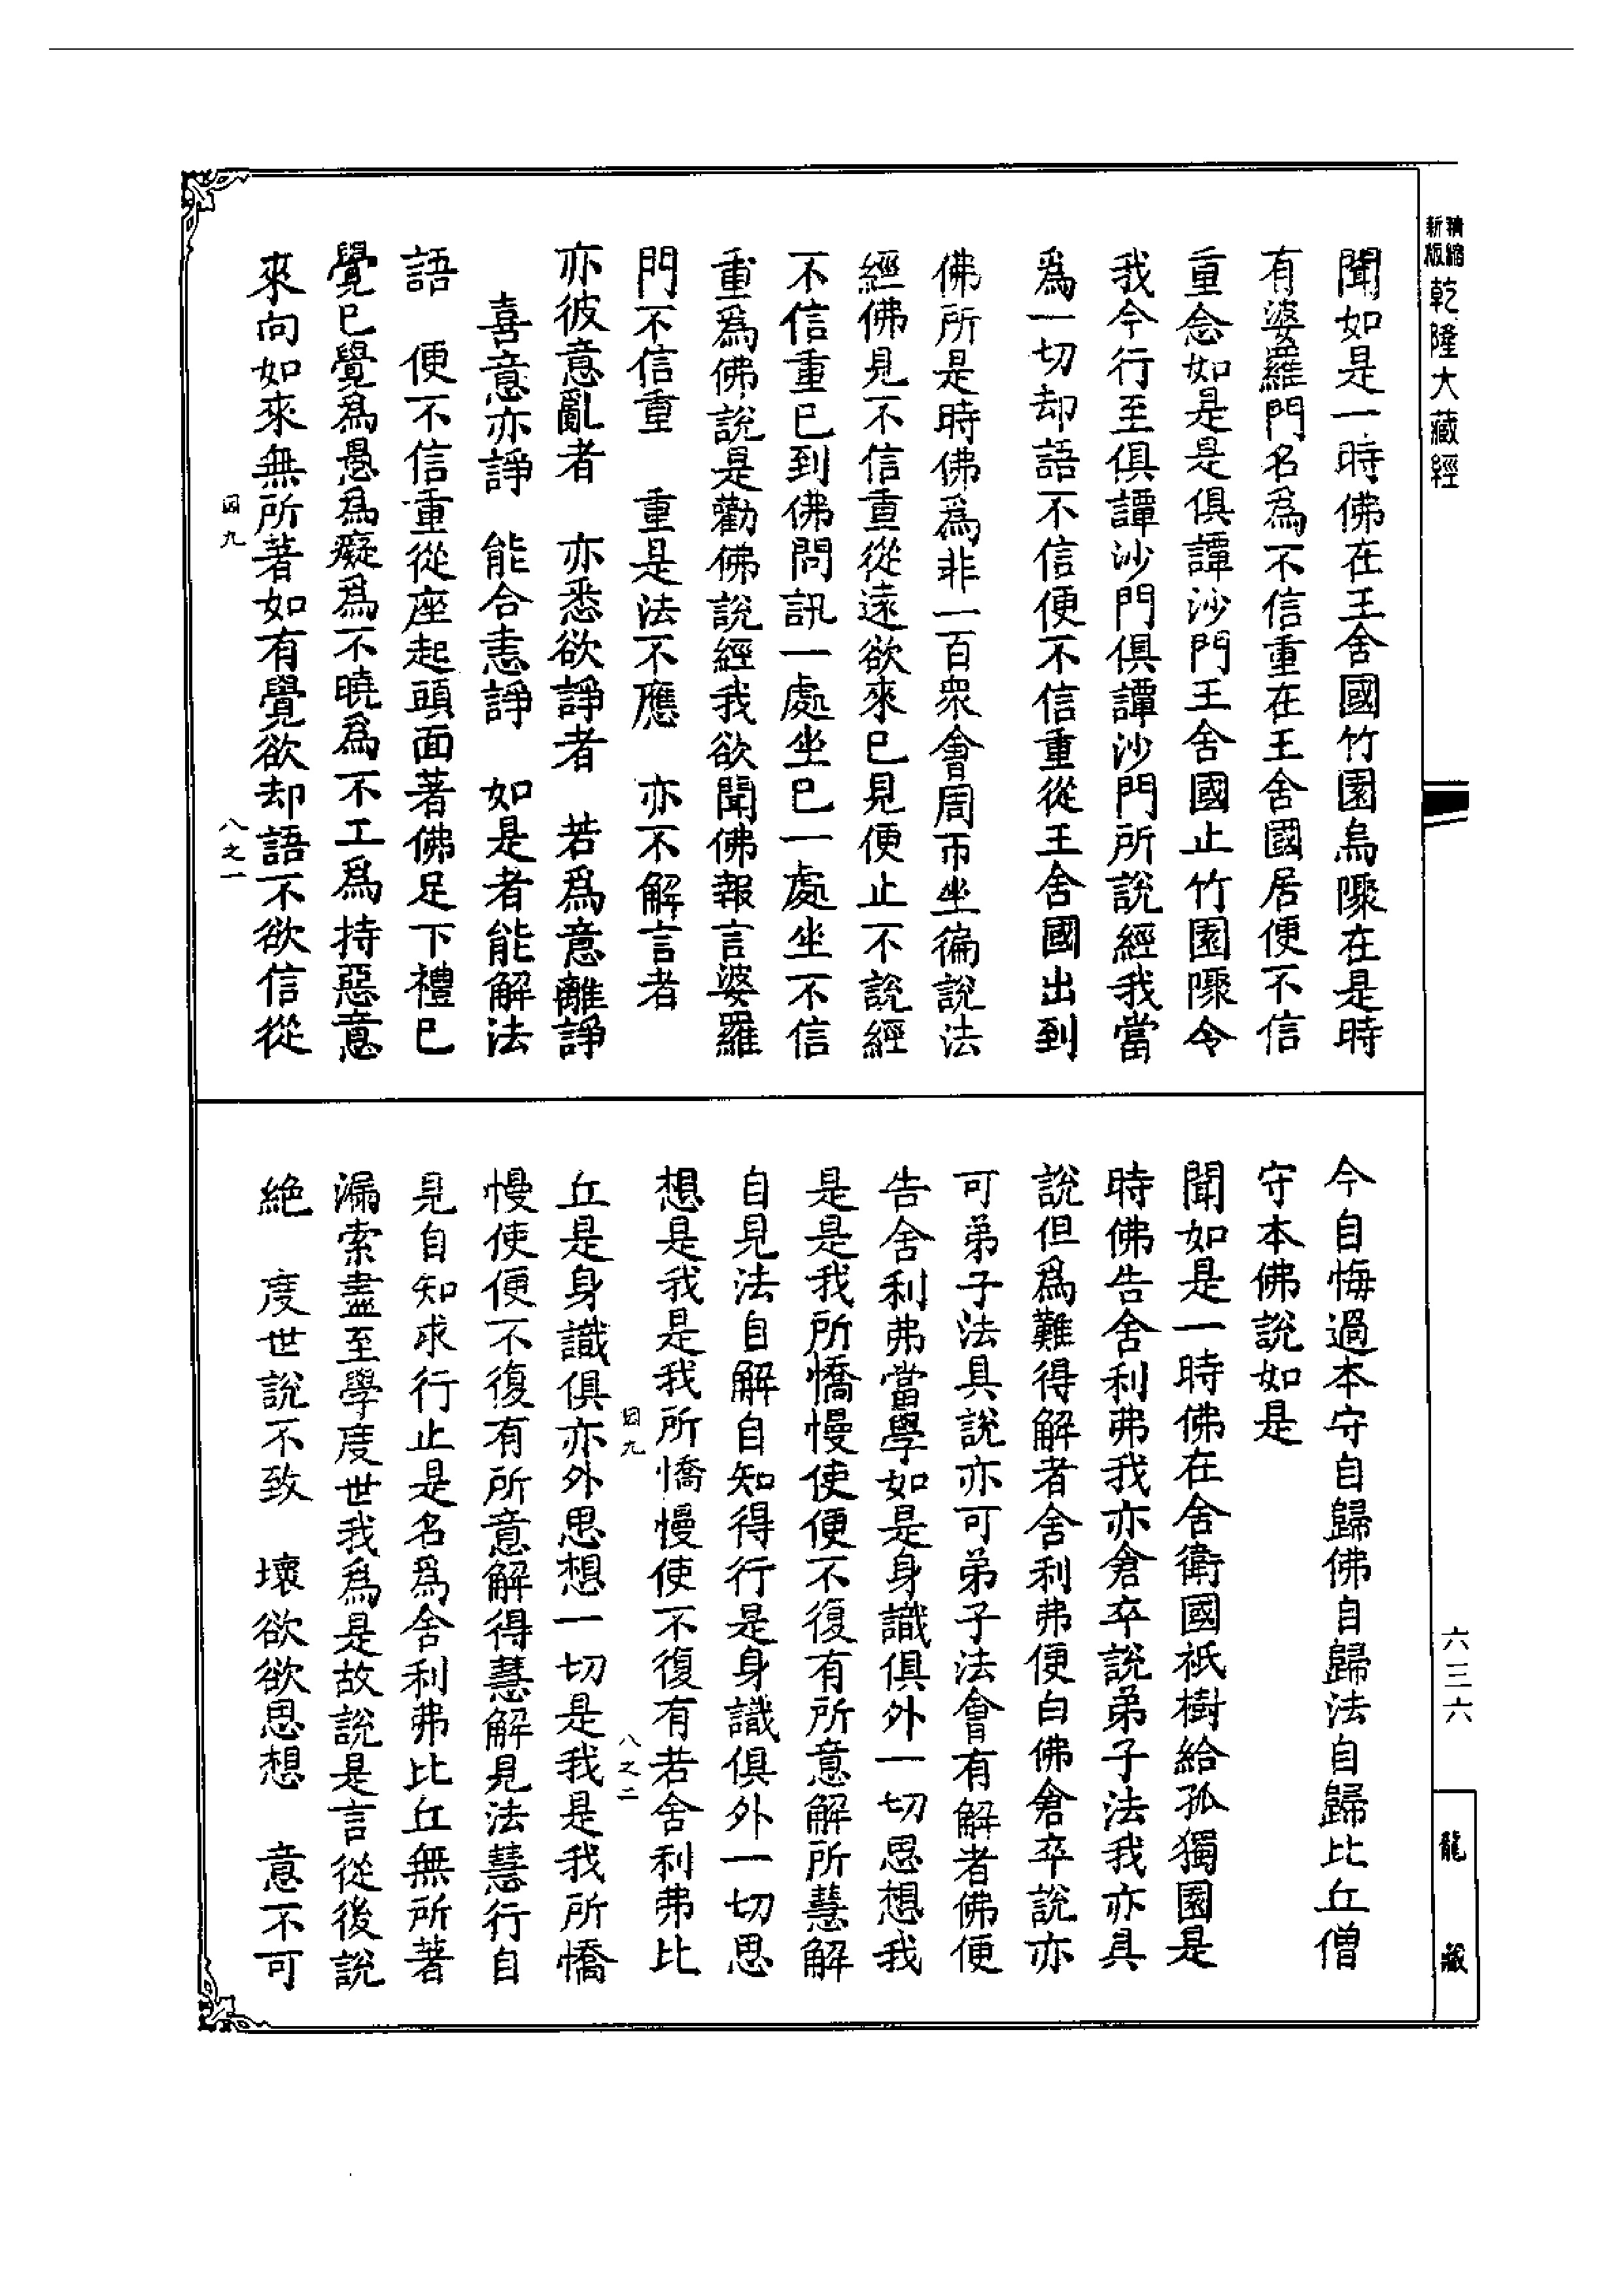 精縮
新版
乾隆大藏經
聞如是一時佛在王舍國竹園烏隟在是時
有婆羅門名為不信重在王舍國居便不信
重念如是是俱譚沙門王舍國止竹園隟令
我今行至俱譚沙門俱譚沙門所說經我當
為一切却語不信便不信重從王舍國出到
佛所是時佛為非一百衆會周帀坐徧說法
經佛見不信重從遠欲來已見便止不說經
不信重已到佛問訊一處坐已一處坐不信
重爲佛說是勸佛說經我欲聞佛報言婆羅
門不信重 重是法不應 亦不解言者
亦彼意亂者 亦悉欲諍者 若爲意離諍
喜意亦諍 能合恚諍 如是者能解法
語 便不信重從座起頭面著佛足下禮已
覺已覺爲愚爲癡爲不曉爲不工爲持惡意
來向如來無所著如有覺欲却語不欲信從
因九
八之一
今自悔過本守自歸佛自歸法自歸比丘僧
守本佛說如是
聞如是一時佛在舍衛國祇樹給孤獨園是
時佛告舍利弗我亦倉卒說弟子法我亦具
說但爲難得解者舍利弗便白佛倉卒說亦
可弟子法具說亦可弟子法會有解者佛便
告舍利弗當學如是身識俱外一切思想我
是是我所憍慢使便不復有所意解所慧解
自見法自解自知得行是身識俱外一切思
想是我是我所憍慢使不復有若舍利弗比
因九
八之二
丘是身識俱亦外思想一切是我是我所憍
慢使便不復有所意解得慧解見法慧行自
見自知求行止是名爲舍利弗比丘無所著
漏索盡至學度世我爲是故說是言從後說
絶 度世說不致 壞欲欲思想 意不可
六三六
龍藏